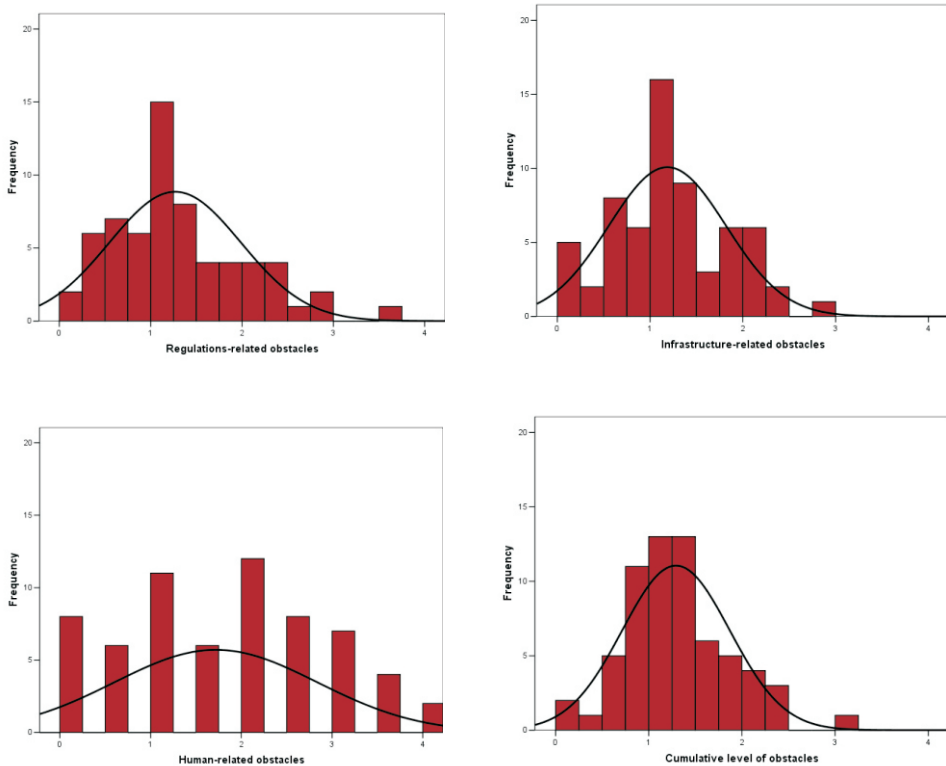 20
15
10
5
0
Frequency
0 1 2 3 4
Regulations-related obstacles
20
15
10
5
0
Frequency
0 1 2 3 4
Infrastructure-related obstacles
20
15
10
5
0
Frequency
0 1 2 3 4
Human-related obstacles
20
15
10
5
0
Frequency
0 1 2 3 4
Cumulative level of obstacles